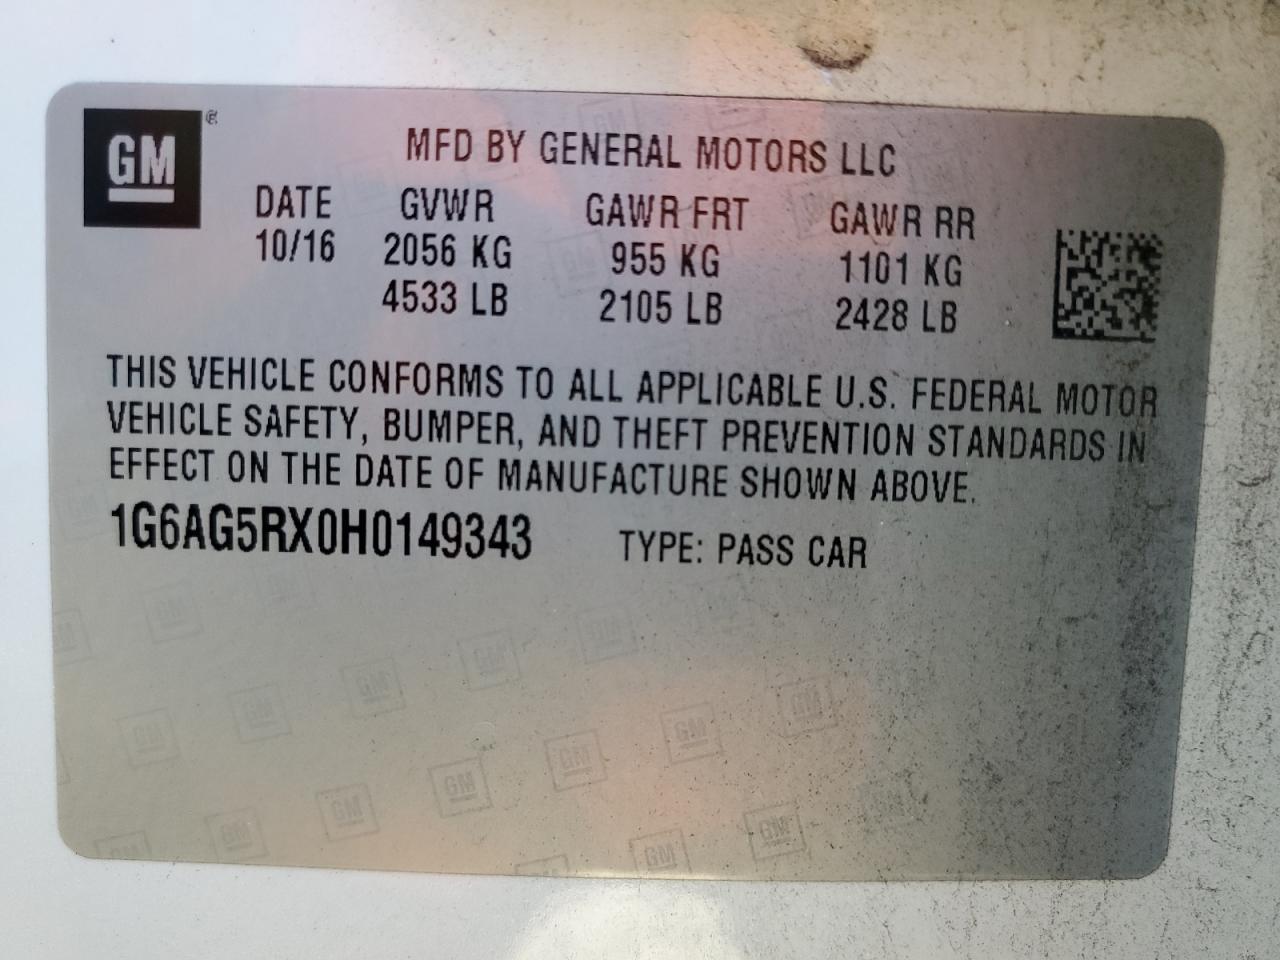 GM
MFD BY GENERAL MOTORS LLC
DATE GVWR GAWR FRT GAWR RR
10/16 2056 KG 955 KG 1101 KG
4533 LB 2105 LB 2428 LB
THIS VEHICLE CONFORMS TO ALL APPLICABLE U.S. FEDERAL MOTOR
VEHICLE SAFETY, BUMPER, AND THEFT PREVENTION STANDARDS IN
EFFECT ON THE DATE OF MANUFACTURE SHOWN ABOVE.
1G6AG5RX0H0149343 TYPE: PASS CAR